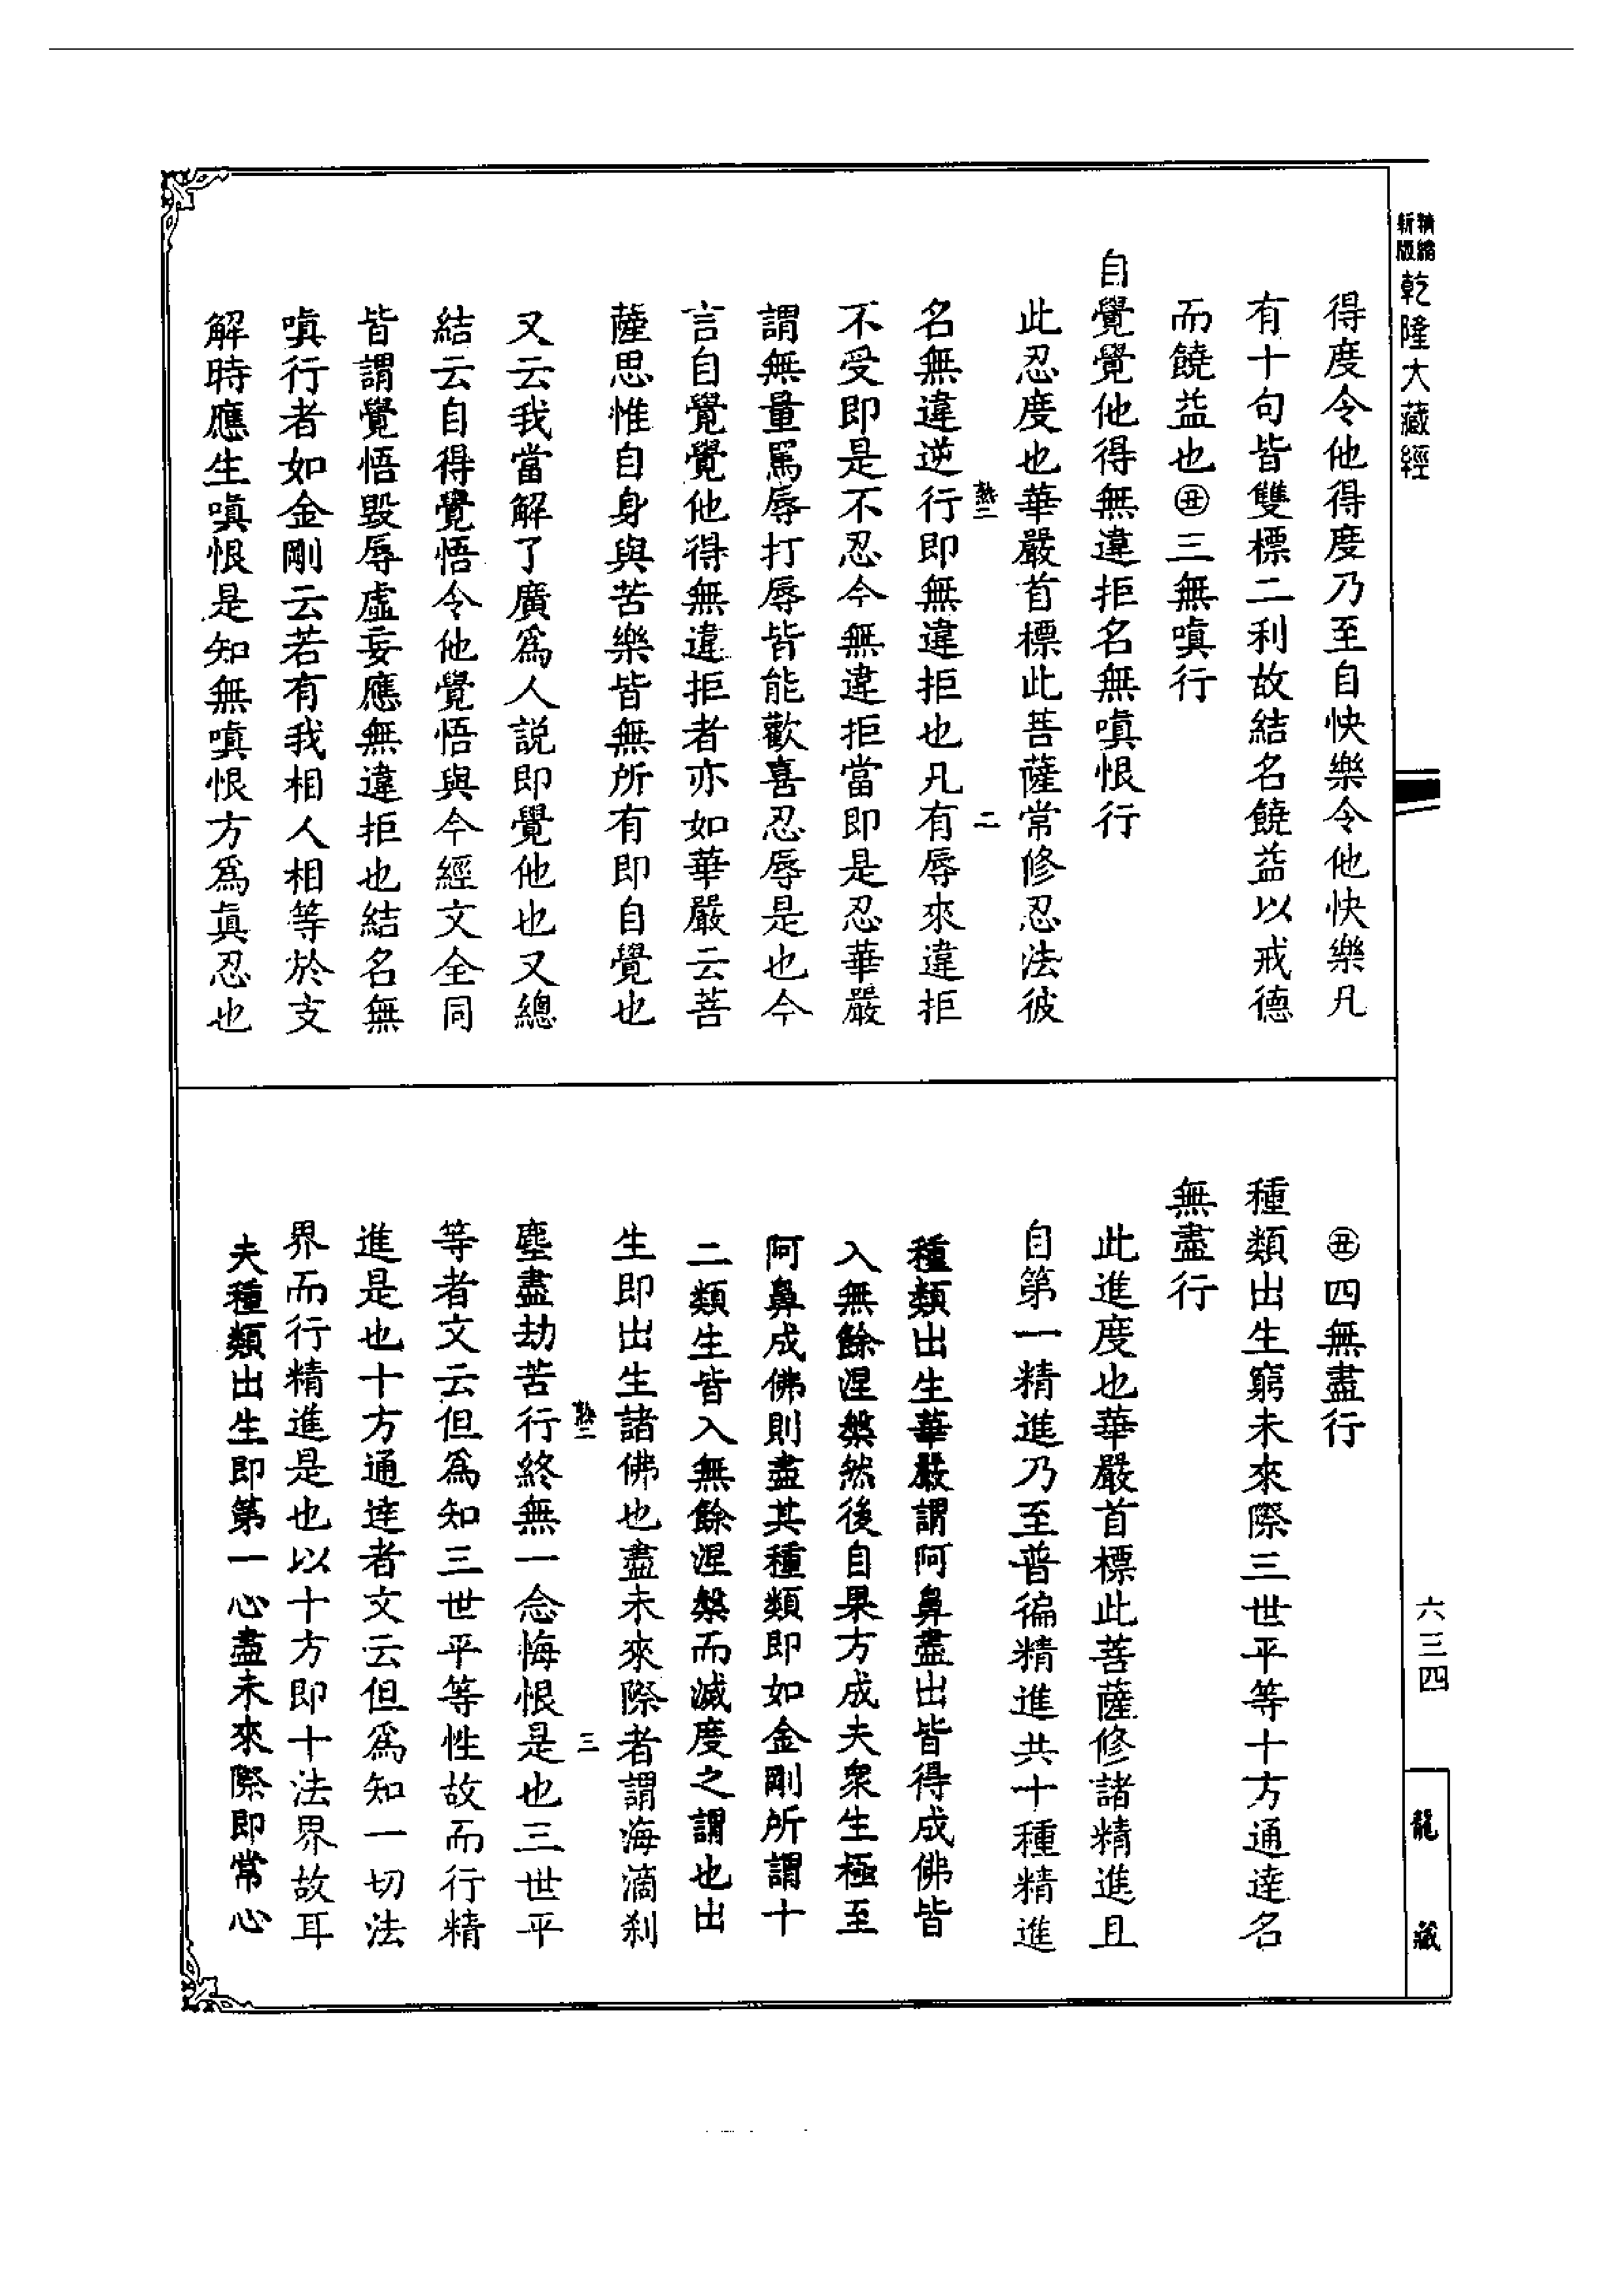 精縮新版乾隆大藏經
得度令他得度乃至自快樂令他快樂凡
有十句皆雙標二利故結名饒益以戒德
而饒益也㊄三無嗔行
自覺覺他得無違拒名無嗔恨行
此忍度也華嚴首標此菩薩常修忍法彼
熱二 二
名無違逆行即無違拒也凡有辱來違拒
不受即是不忍今無違拒當即是忍華嚴
謂無量罵辱打辱皆能歡喜忍辱是也今
言自覺覺他得無違拒者亦如華嚴云菩
薩思惟自身與苦樂皆無所有即自覺也
又云我當解了廣為人説即覺他也又總
結云自得覺悟令他覺悟與今經文全同
皆謂覺悟毀辱虛妄應無違拒也結名無
嗔行者如金剛云若有我相人相等於支
解時應生嗔恨是知無嗔恨方為真忍也
㊄四無盡行
種類出生窮未來際三世平等十方通達名
無盡行
此進度也華嚴首標此菩薩修諸精進且
自第一精進乃至普徧精進共十種精進
種類出生華嚴謂阿鼻盡出皆得成佛皆
入無餘涅槃然後自果方成夫眾生極至
阿鼻成佛則盡其種類即如金剛所謂十
二類生皆入無餘涅槃而滅度之謂也出
生即出生諸佛也盡未來際者謂海滴刹
熱二 三
塵盡劫苦行終無一念悔恨是也三世平
等者文云但為知三世平等性故而行精
進是也十方通達者文云但為知一切法
界而行精進是也以十方即十法界故耳
夫種類出生即第一心盡未來際即常心
六三四
龍藏